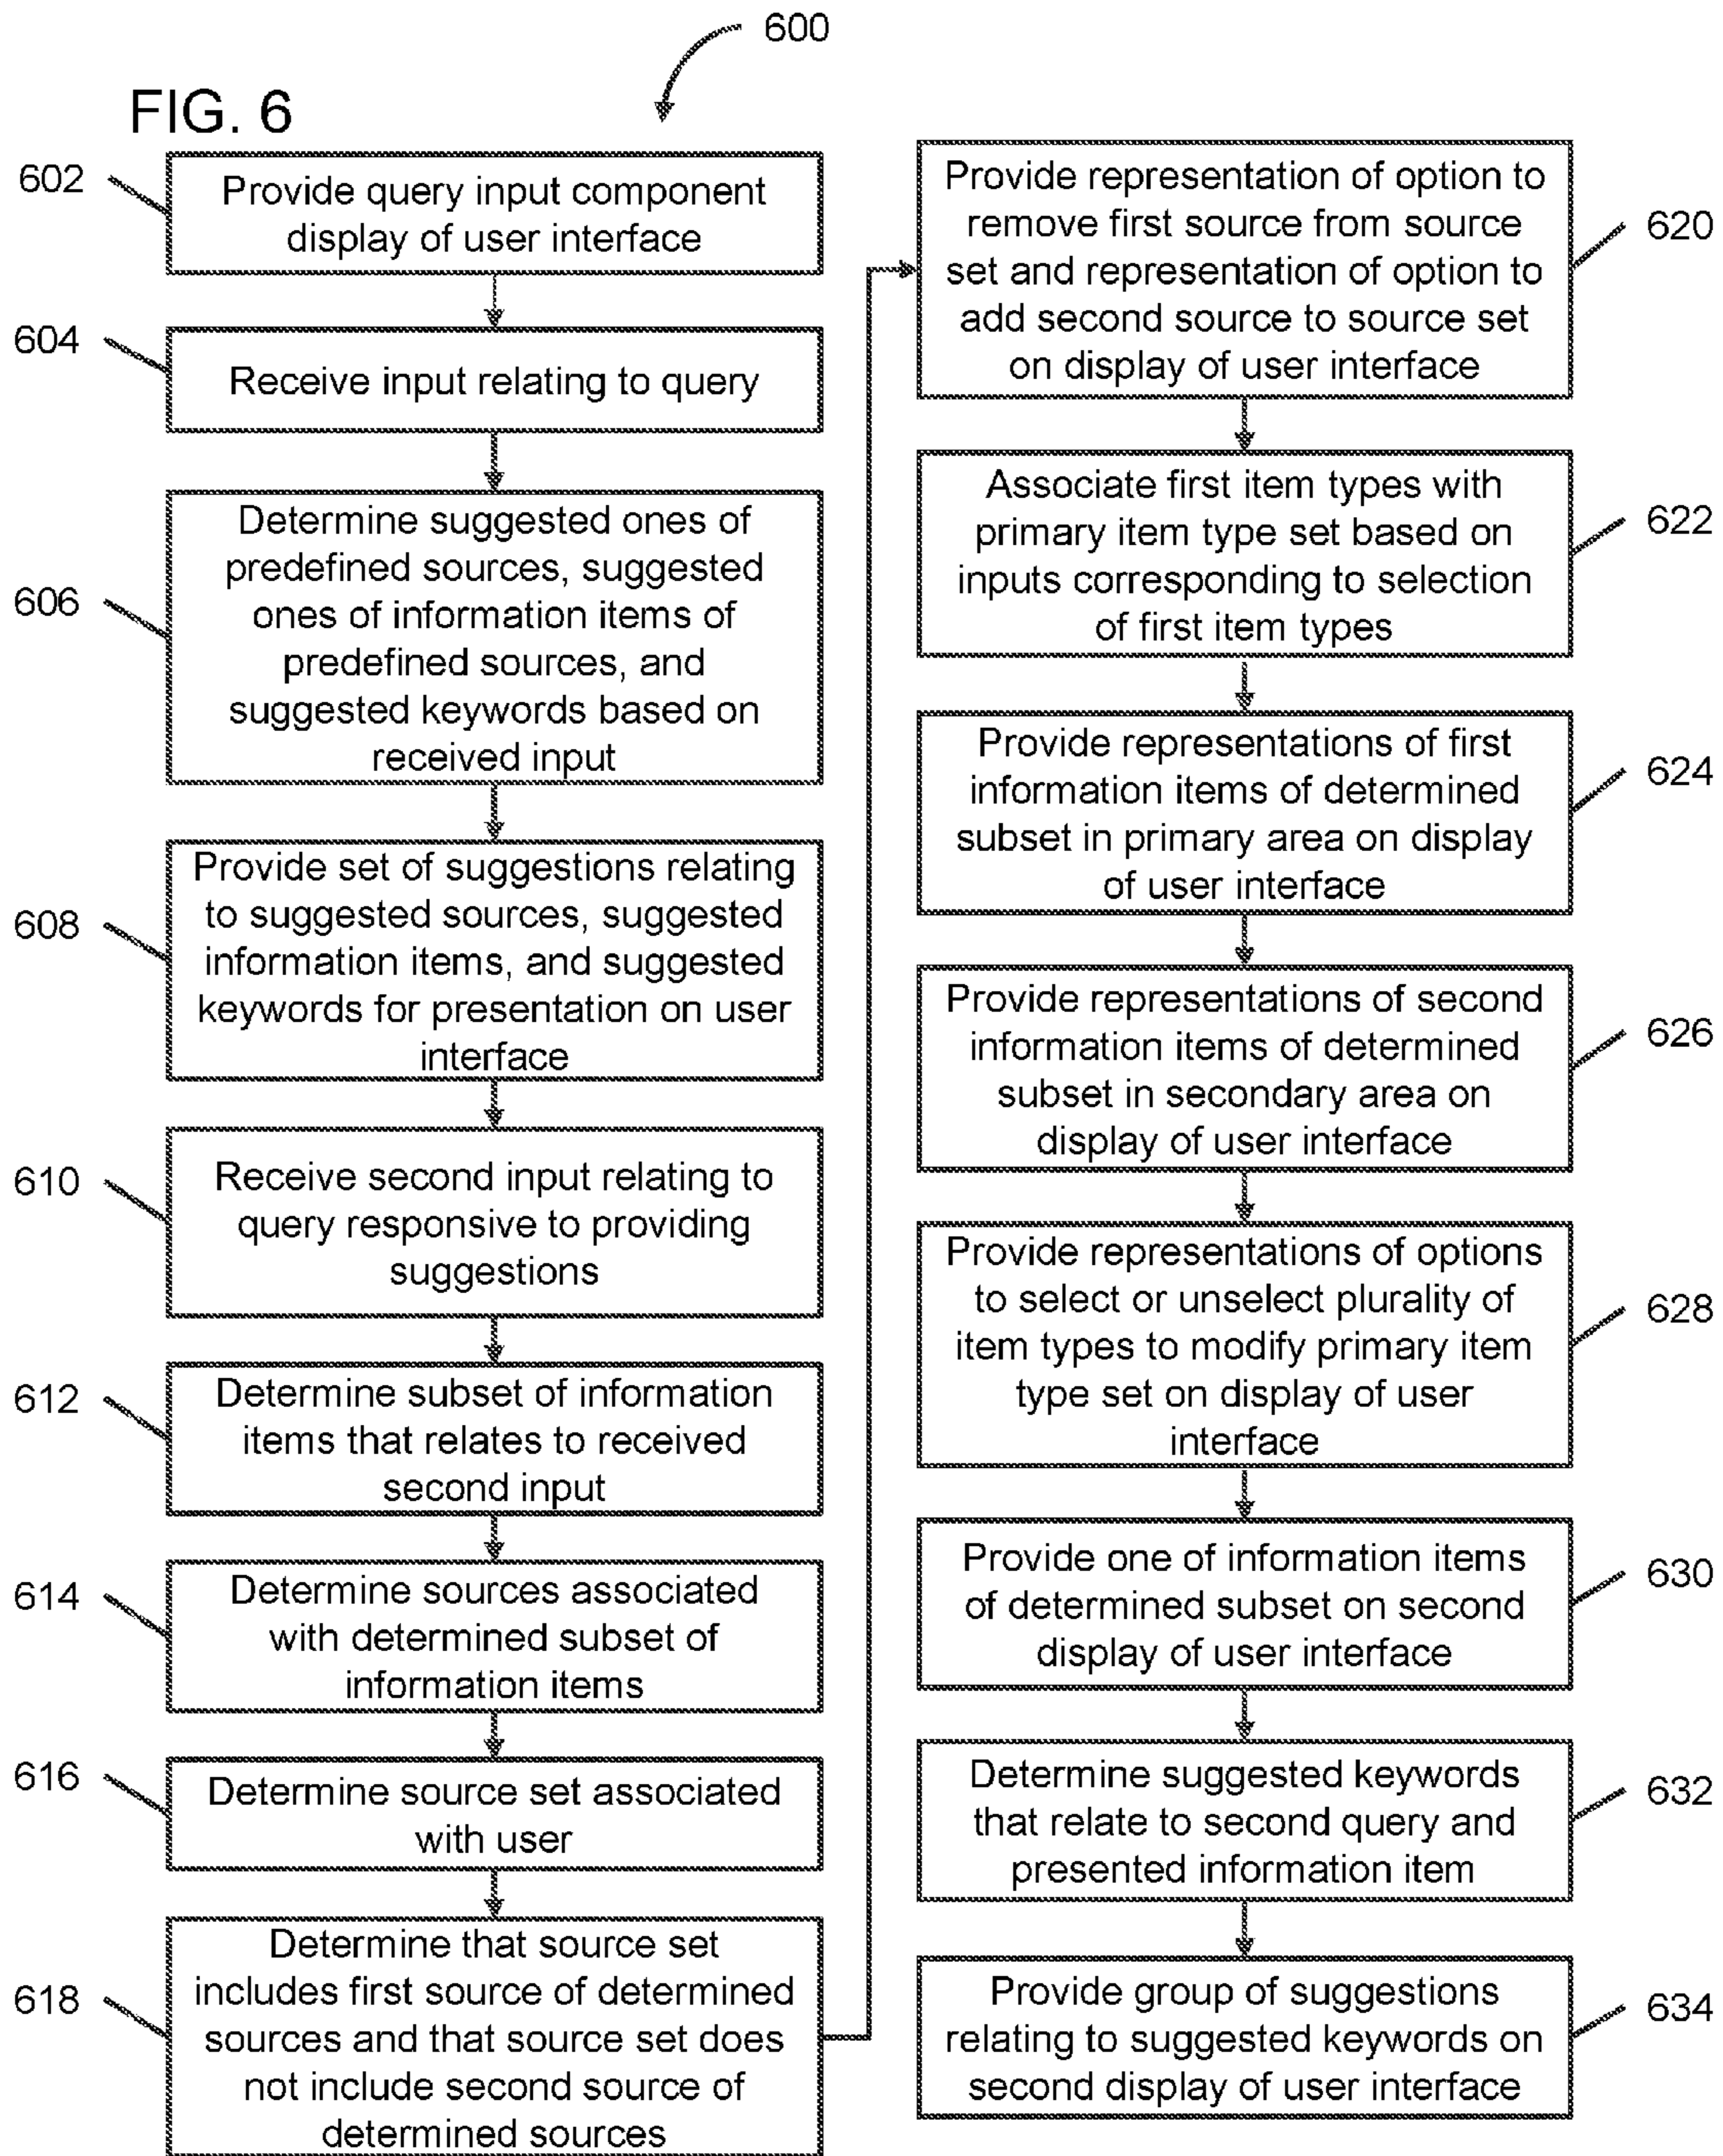 600
FIG. 6
602
Provide query input component
display of user interface
604
Receive input relating to query
606
Determine suggested ones of
predefined sources, suggested
ones of information items of
predefined sources, and
suggested keywords based on
received input
608
Provide set of suggestions relating
to suggested sources, suggested
information items, and suggested
keywords for presentation on user
interface
610
Receive second input relating to
query responsive to providing
suggestions
612
Determine subset of information
items that relates to received
second input
614
Determine sources associated
with determined subset of
information items
616
Determine source set associated
with user
618
Determine that source set
includes first source of determined
sources and that source set does
not include second source of
determined sources
Provide representation of option to
remove first source from source
set and representation of option to
add second source to source set
on display of user interface
620
Associate first item types with
primary item type set based on
inputs corresponding to selection
of first item types
622
Provide representations of first
information items of determined
subset in primary area on display
of user interface
624
Provide representations of second
information items of determined
subset in secondary area on
display of user interface
626
Provide representations of options
to select or unselect plurality of
item types to modify primary item
type set on display of user
interface
628
Provide one of information items
of determined subset on second
display of user interface
630
Determine suggested keywords
that relate to second query and
presented information item
632
Provide group of suggestions
relating to suggested keywords on
second display of user interface
634